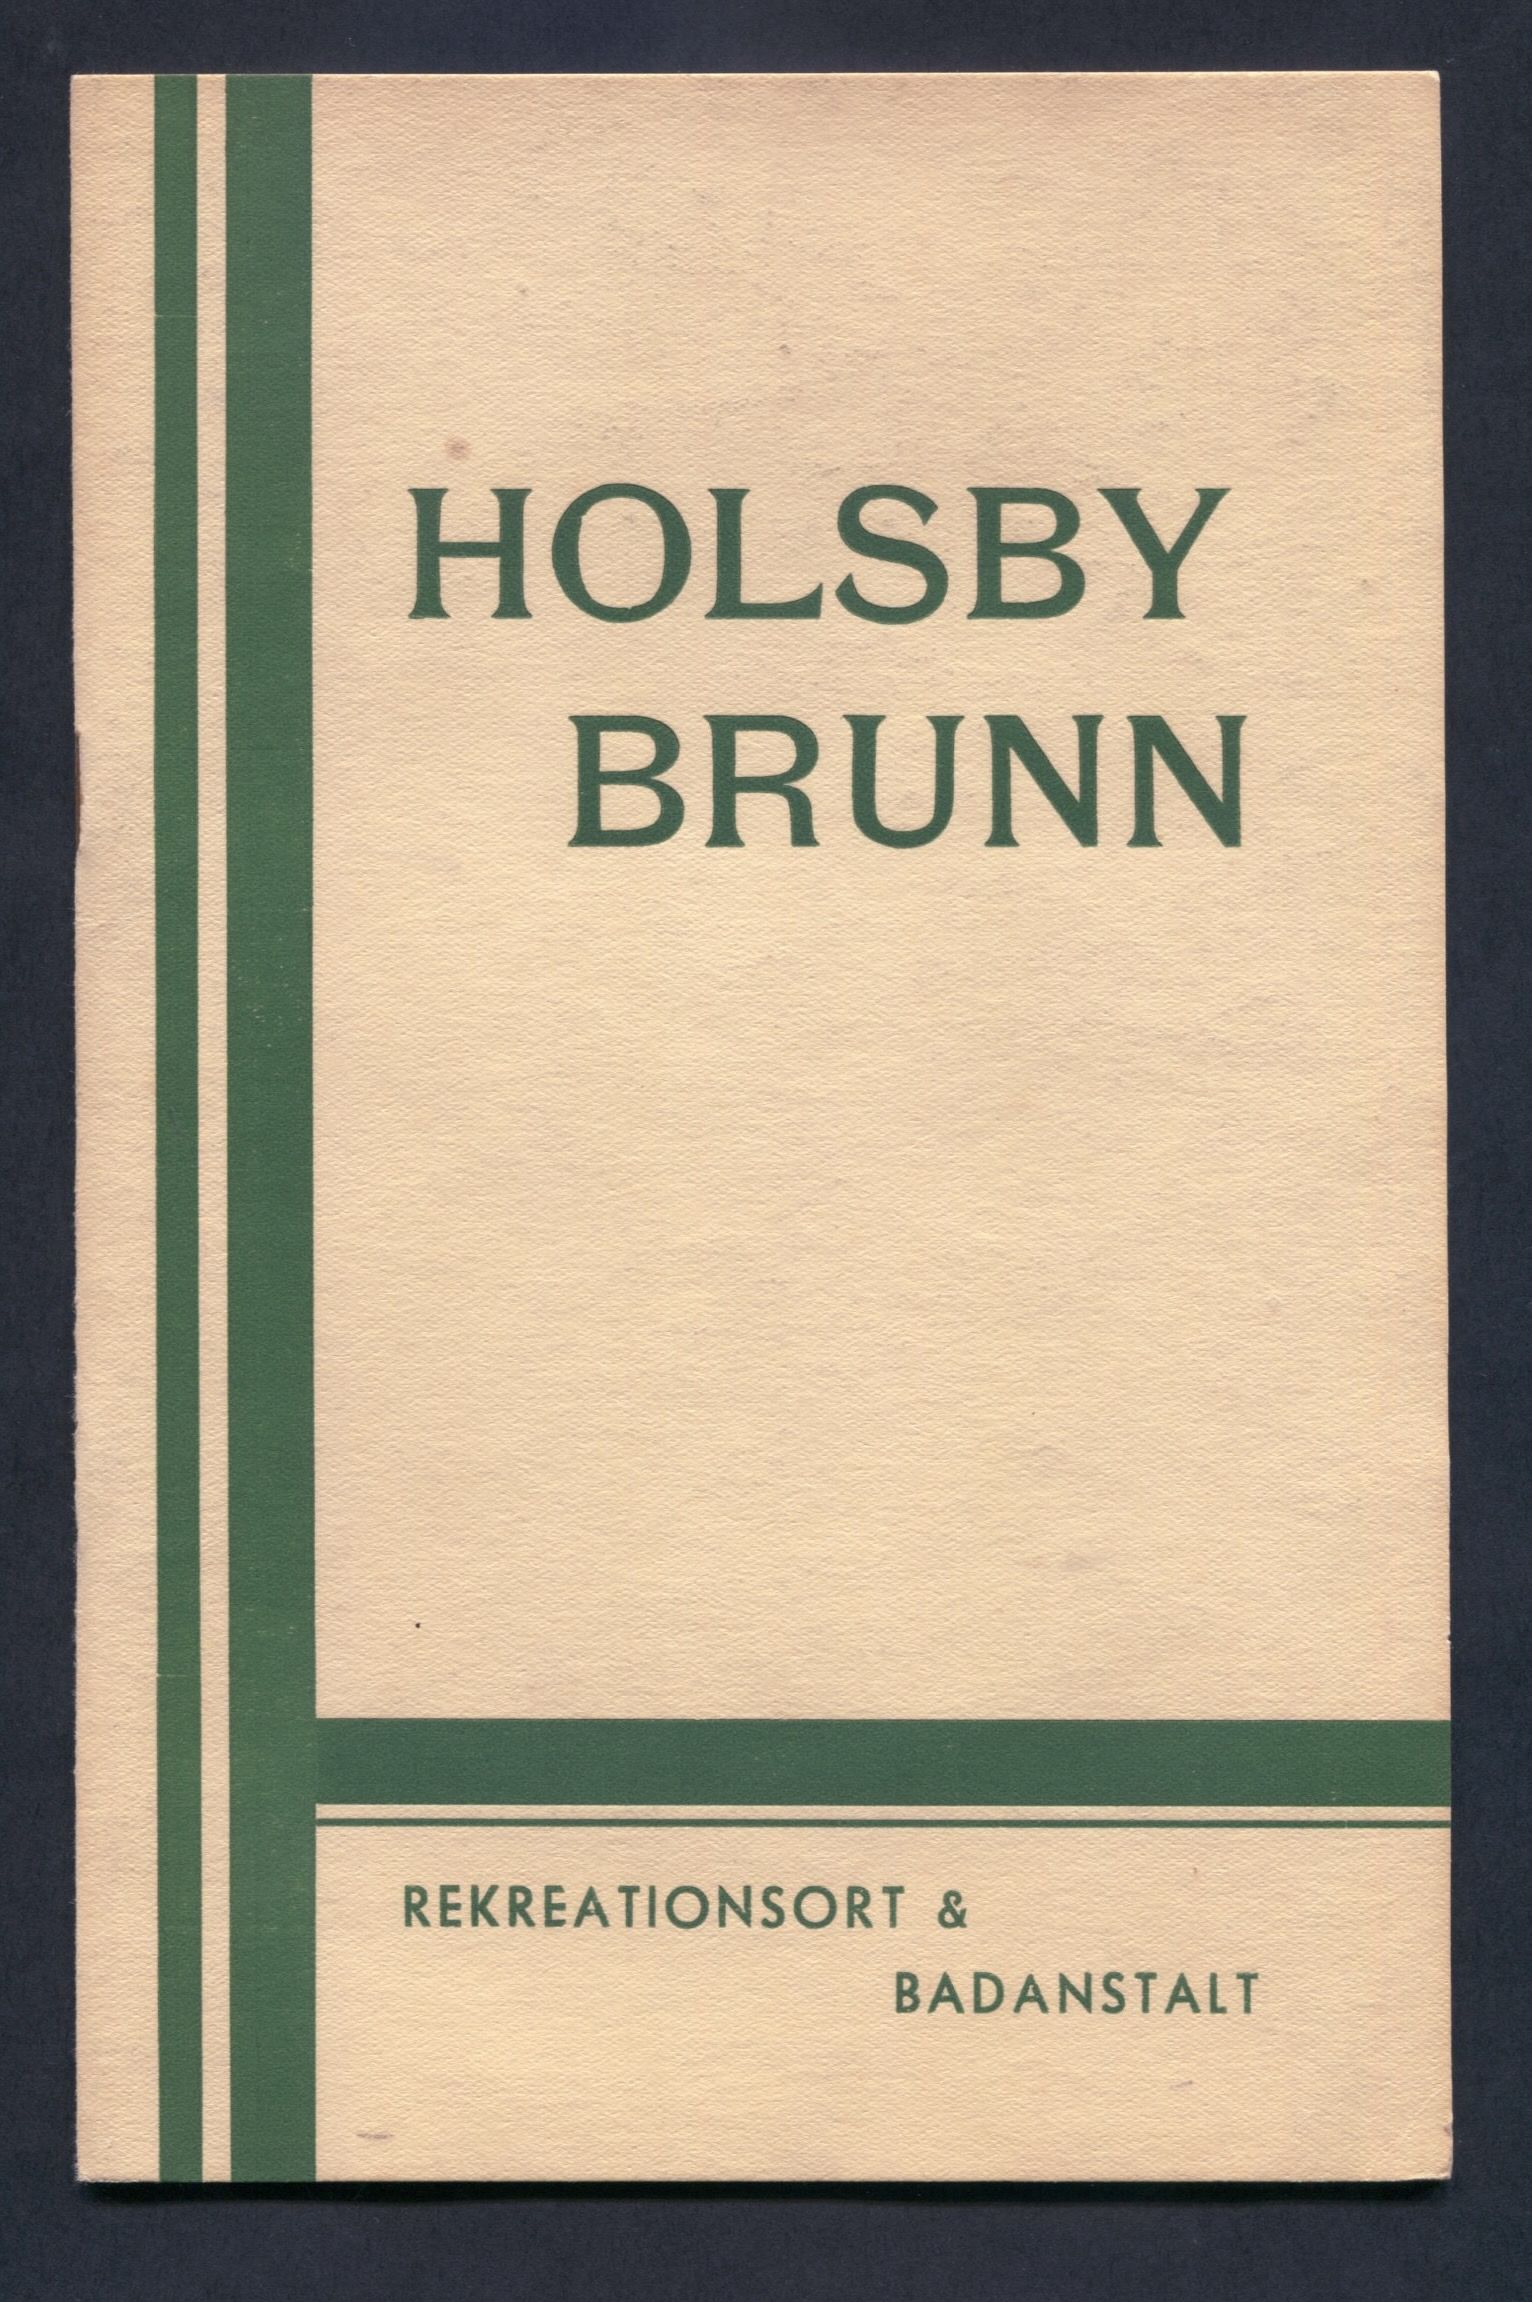 HOLSBY
BRUNN
REKREATIONSORT &
BADANSTALT